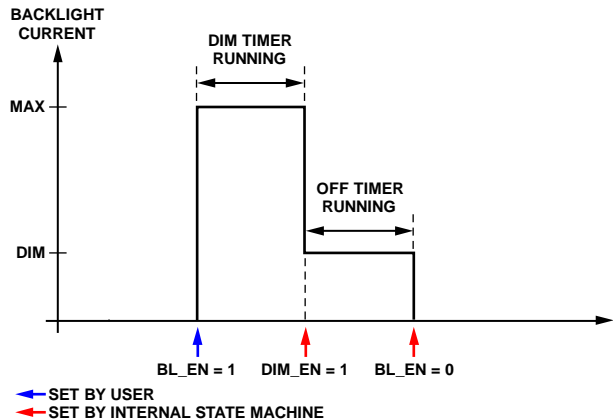 BACKLIGHT
CURRENT
DIM TIMER
RUNNING
MAX
OFF TIMER
RUNNING
DIM
BL_EN = 1
DIM_EN = 1
BL_EN = 0
SET BY USER
SET BY INTERNAL STATE MACHINE